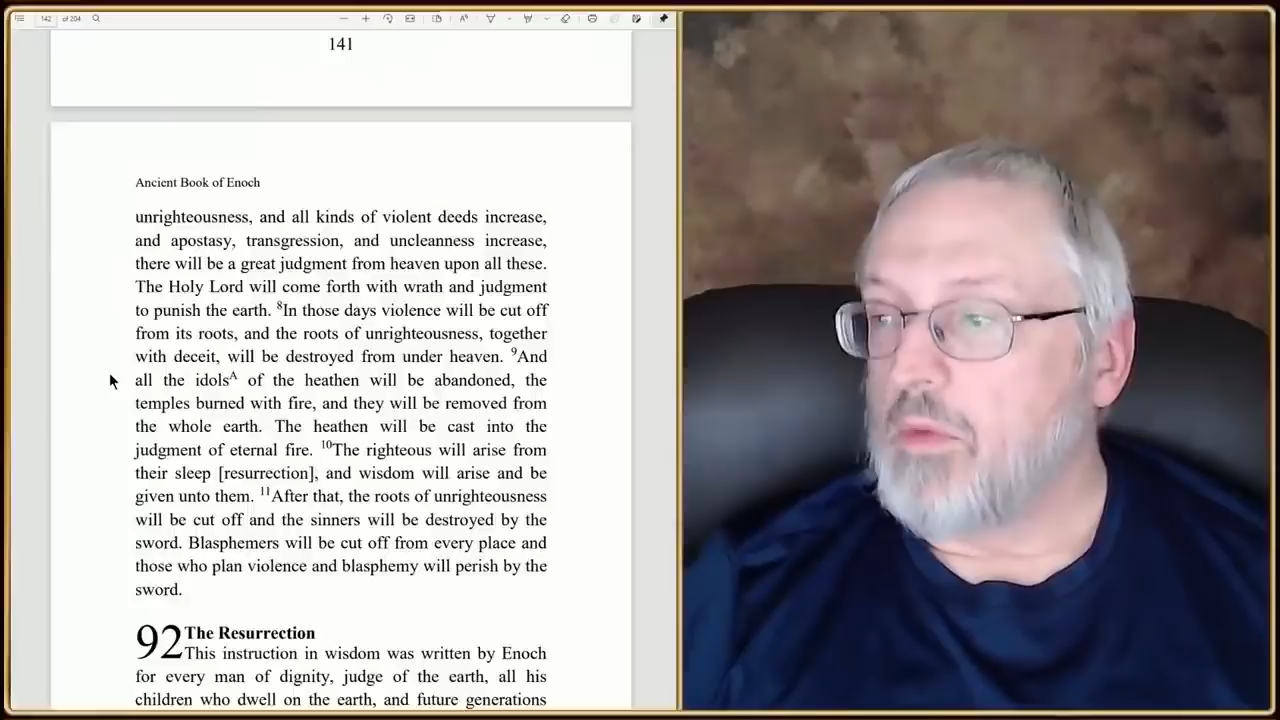 142 of 204
141
Ancient Book of Enoch
unrighteousness, and all kinds of violent deeds increase,
and apostasy, transgression, and uncleanness increase,
there will be a great judgment from heaven upon all these.
The Holy Lord will come forth with wrath and judgment
to punish the earth. ⁸In those days violence will be cut off
from its roots, and the roots of unrighteousness, together
with deceit, will be destroyed from under heaven. ⁹And
all the idolsᴬ of the heathen will be abandoned, the
temples burned with fire, and they will be removed from
the whole earth. The heathen will be cast into the
judgment of eternal fire. ¹⁰The righteous will arise from
their sleep [resurrection], and wisdom will arise and be
given unto them. ¹¹After that, the roots of unrighteousness
will be cut off and the sinners will be destroyed by the
sword. Blasphemers will be cut off from every place and
those who plan violence and blasphemy will perish by the
sword.
92 The Resurrection
This instruction in wisdom was written by Enoch
for every man of dignity, judge of the earth, all his
children who dwell on the earth, and future generations